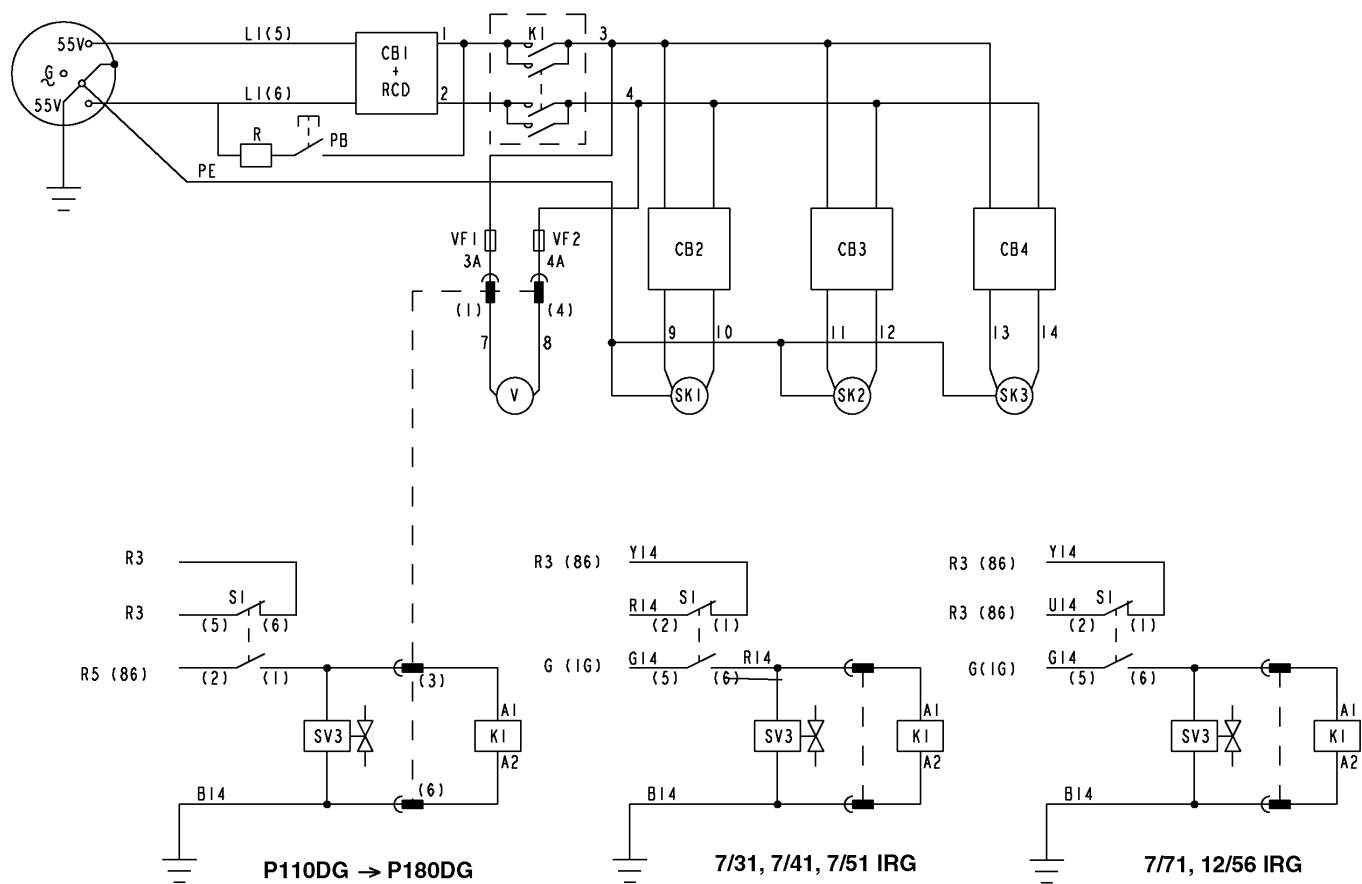 55V
L1(5)
CB1
+
RCD
1
K1
3
G
55V
L1(6)
2
4
R
PB
PE
VF1
3A
VF2
4A
CB2
CB3
CB4
(1)
(4)
7
8
9
10
11
12
13
14
V
SK1
SK2
SK3
R3
R3
S1
(5)
(6)
R5 (86)
(2)
(1)
(3)
SV3
A1
K1
A2
B14
(6)
P110DG → P180DG
R3 (86)
Y14
R14
S1
(2)
(1)
G (1G)
G14
R14
(5)
(6)
SV3
A1
K1
A2
B14
7/31, 7/41, 7/51 IRG
R3 (86)
Y14
R3 (86)
U14
S1
(2)
(1)
G(1G)
G14
(5)
(6)
SV3
A1
K1
A2
B14
7/71, 12/56 IRG